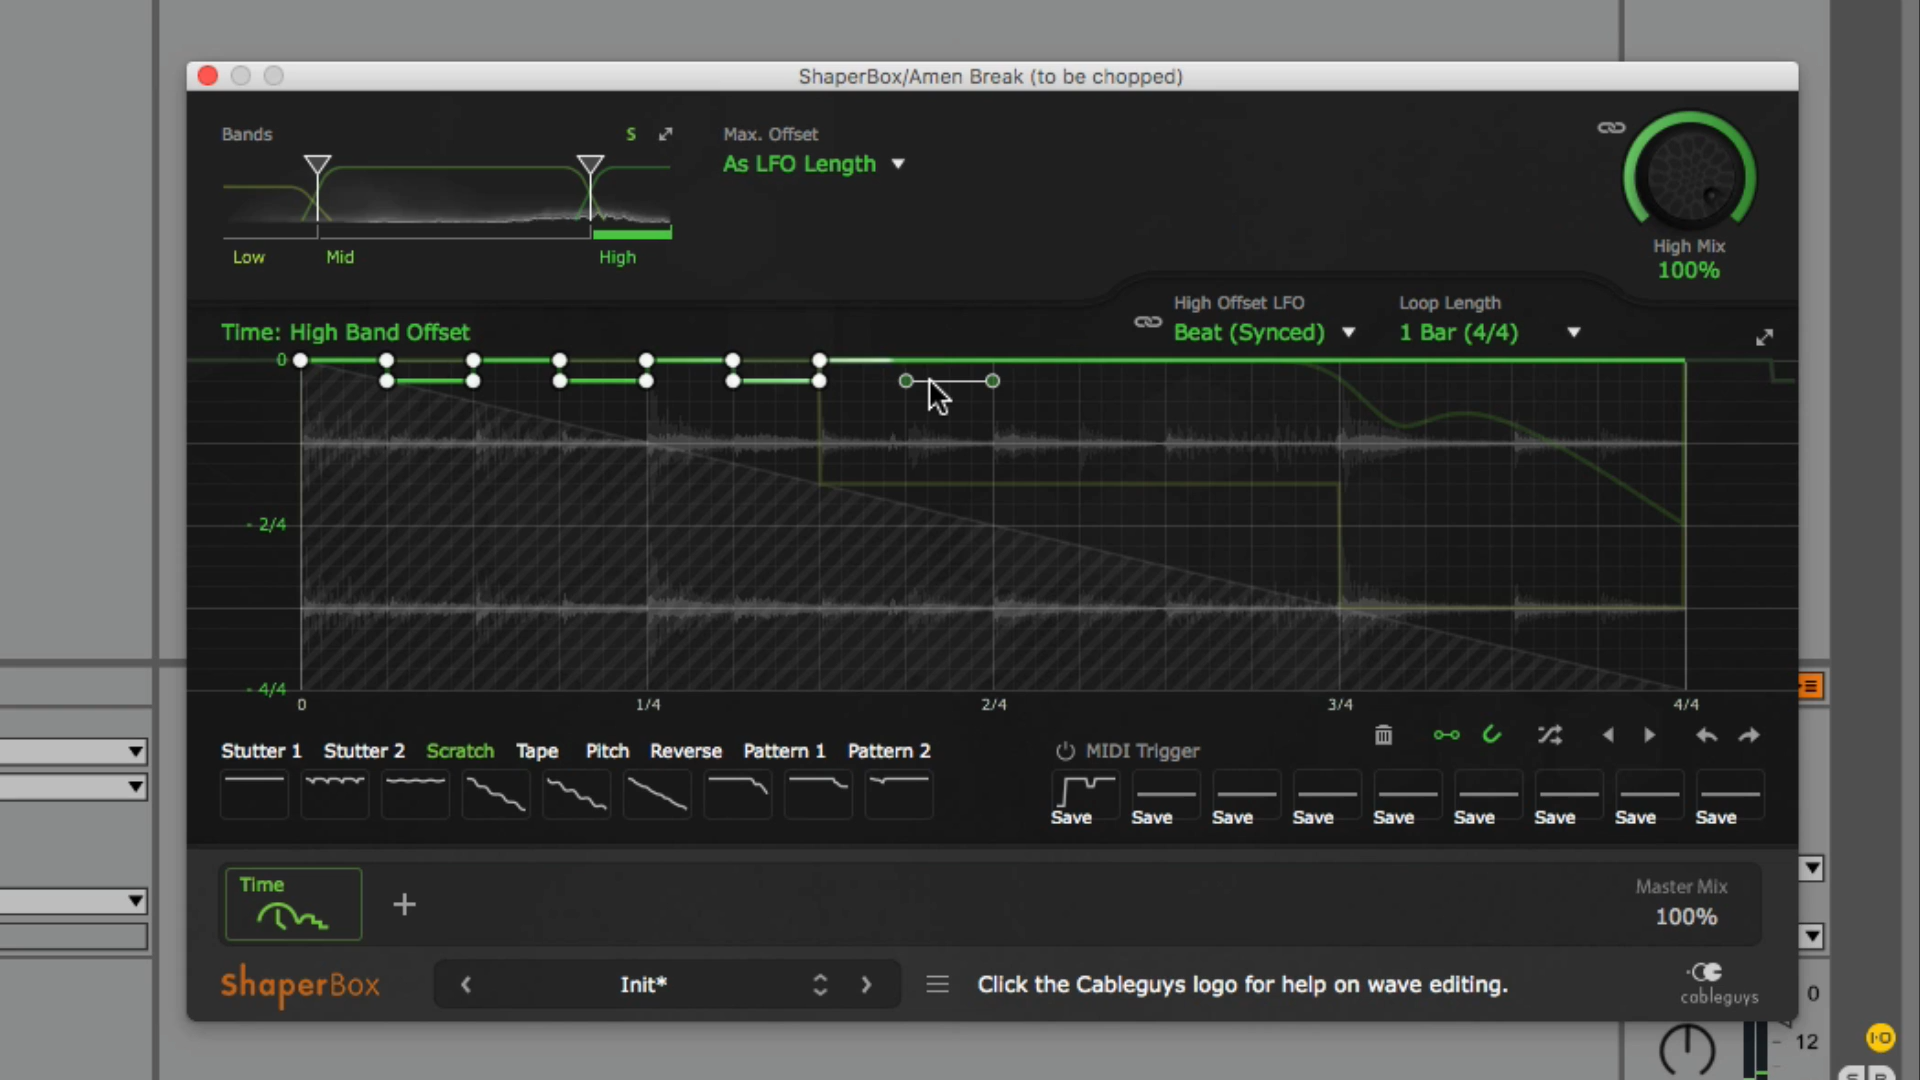 ShaperBox/Amen Break (to be chopped)
Bands
S
Max. Offset
As LFO Length
Low
Mid
High
High Mix
100%
High Offset LFO
Beat (Synced)
Loop Length
1 Bar (4/4)
Time: High Band Offset
0
- 2/4
- 4/4
0
1/4
2/4
3/4
4/4
Stutter 1
Stutter 2
Scratch
Tape
Pitch
Reverse
Pattern 1
Pattern 2
MIDI Trigger
Save
Save
Save
Save
Save
Save
Save
Save
Save
Time
+
Master Mix
100%
ShaperBox
Init*
Click the Cableguys logo for help on wave editing.
cableguys
0
12
I·O